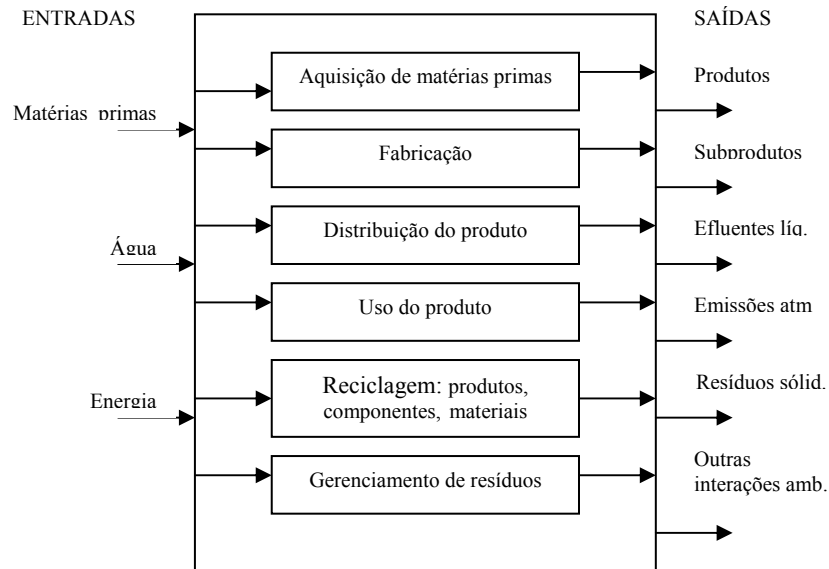 ENTRADAS
SAÍDAS
Aquisição de matérias primas
Produtos
Matérias primas
Fabricação
Subprodutos
Distribuição do produto
Efluentes líq.
Água
Uso do produto
Emissões atm
Reciclagem: produtos,
componentes, materiais
Resíduos sólid.
Energia
Gerenciamento de resíduos
Outras
interações amb.